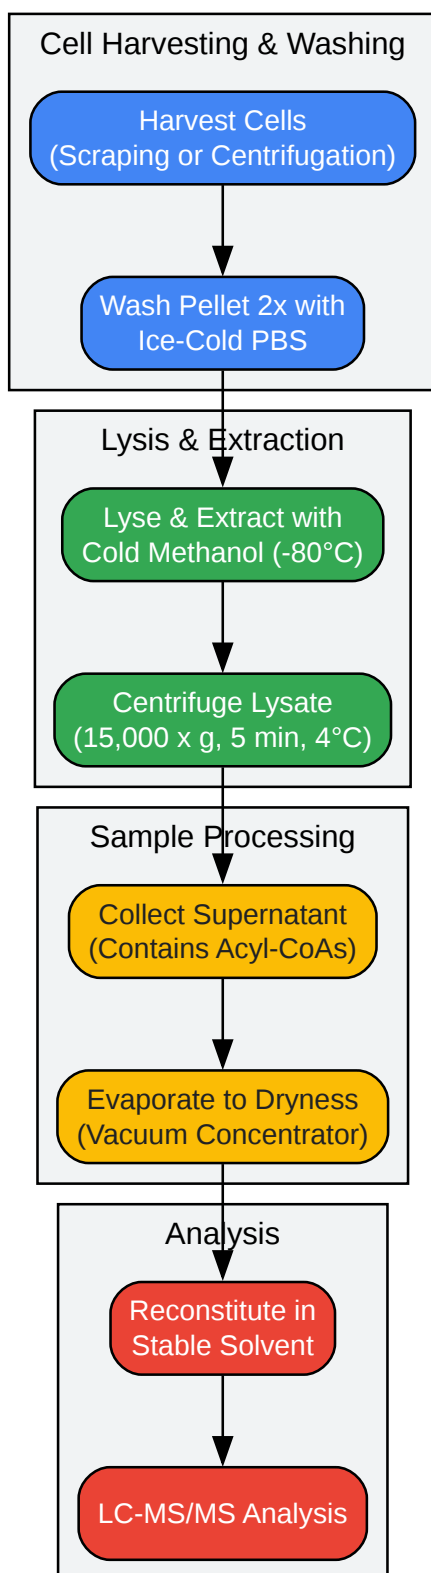 Cell Harvesting & Washing
Harvest Cells
(Scraping or Centrifugation)
Wash Pellet 2x with
Ice-Cold PBS
Lysis & Extraction
Lyse & Extract with
Cold Methanol (-80°C)
Centrifuge Lysate
(15,000 x g, 5 min, 4°C)
Sample Processing
Collect Supernatant
(Contains Acyl-CoAs)
Evaporate to Dryness
(Vacuum Concentrator)
Analysis
Reconstitute in
Stable Solvent
LC-MS/MS Analysis